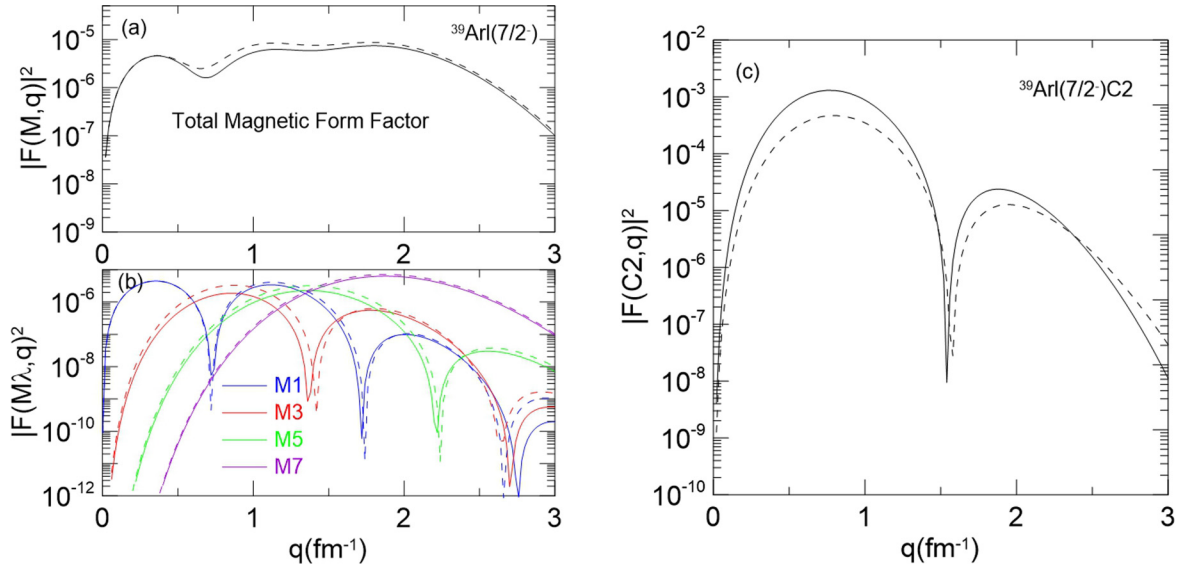 (a)
³⁹ArI(7/2⁻)
Total Magnetic Form Factor
|F(M,q)|²
10⁻⁵
10⁻⁶
10⁻⁷
10⁻⁸
10⁻⁹
0 1 2 3
(b)
|F(Mλ,q)²
10⁻⁶
10⁻⁸
10⁻¹⁰
10⁻¹²
M1
M3
M5
M7
0 1 2 3
q(fm⁻¹)
(c)
³⁹ArI(7/2⁻)C2
|F(C2,q)|²
10⁻²
10⁻³
10⁻⁴
10⁻⁵
10⁻⁶
10⁻⁷
10⁻⁸
10⁻⁹
10⁻¹⁰
0 1 2 3
q(fm⁻¹)